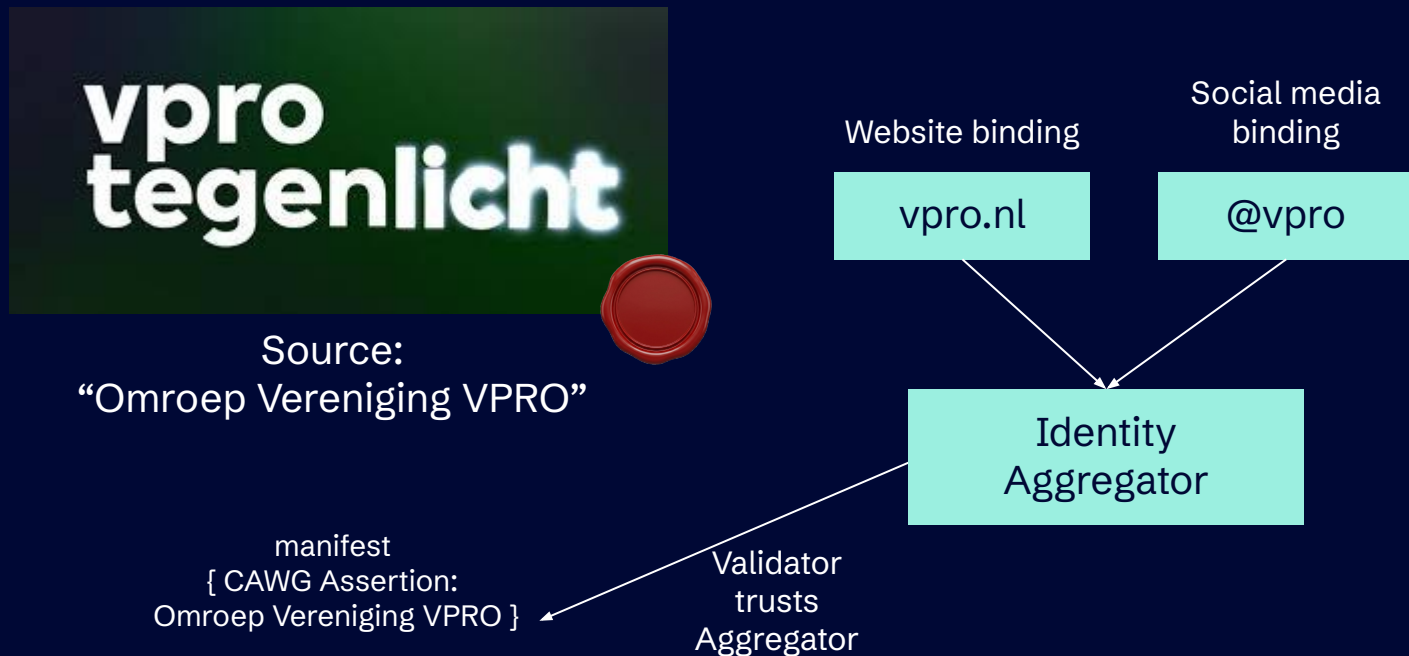 vpro
tegenlicht
Source:
“Omroep Vereniging VPRO”
manifest
{ CAWG Assertion:
Omroep Vereniging VPRO }
Website binding
vpro.nl
Social media
binding
@vpro
Identity
Aggregator
Validator
trusts
Aggregator